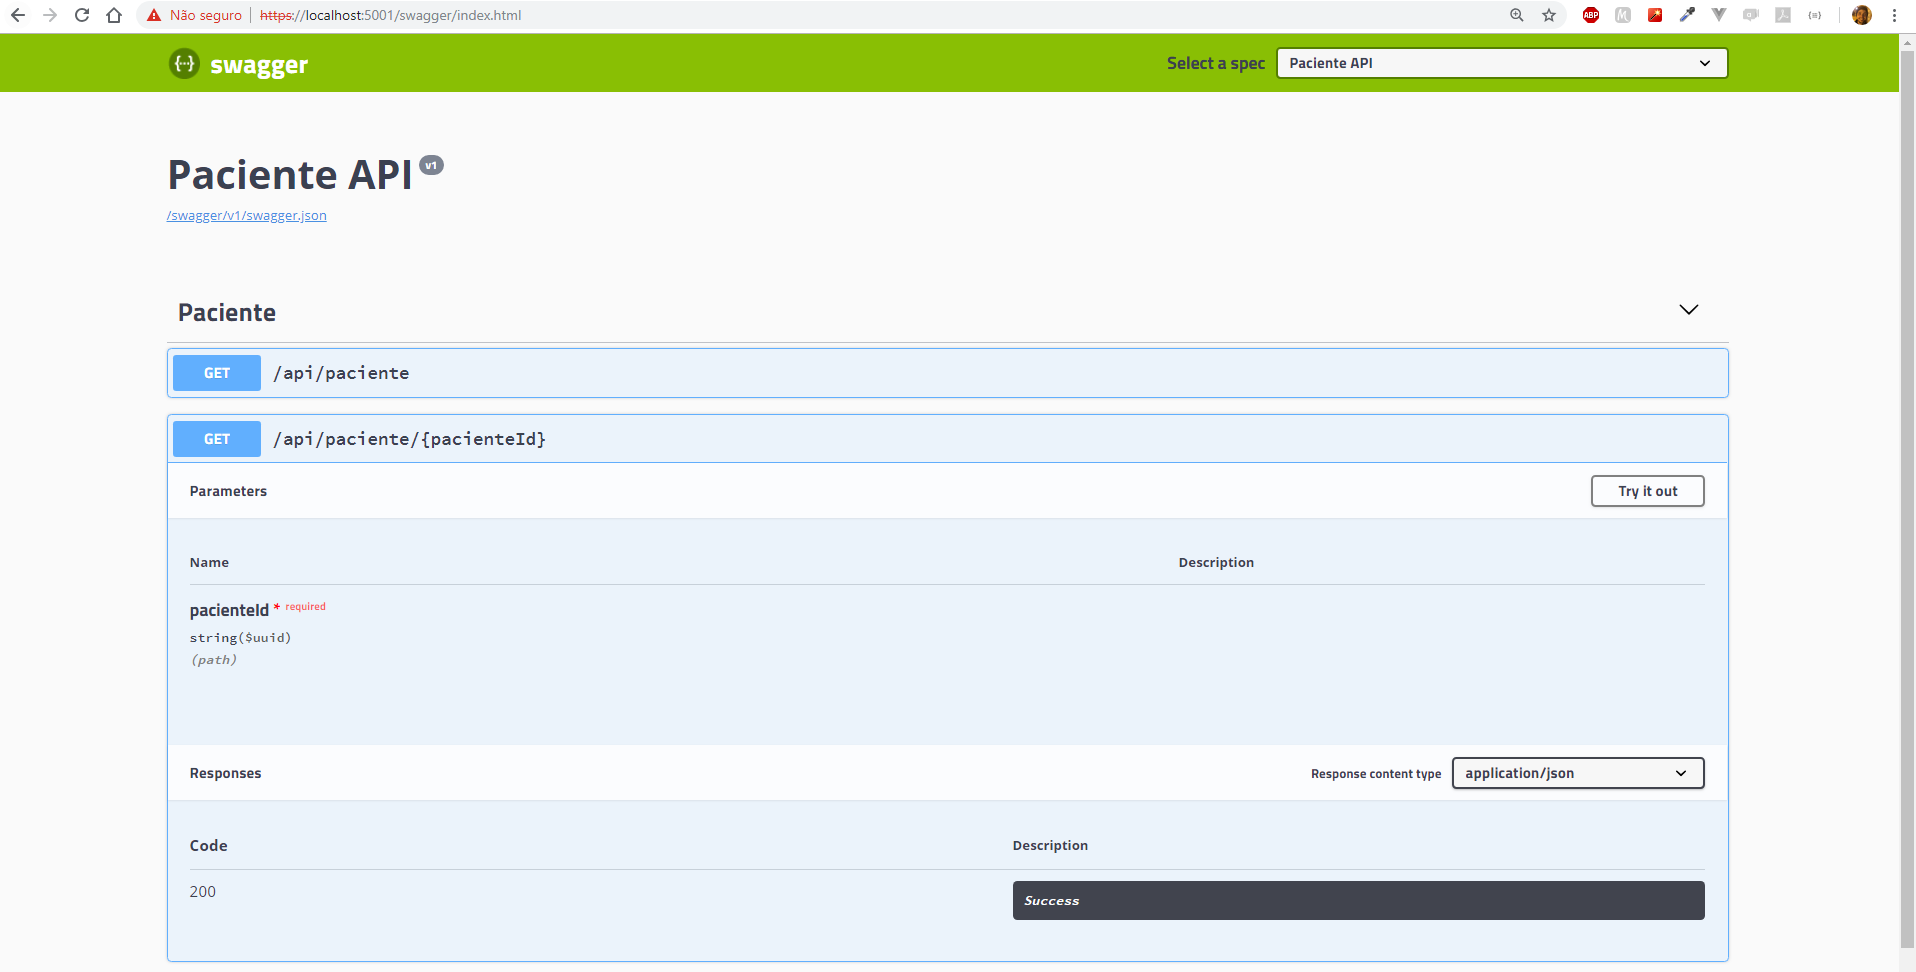 Não seguro https://localhost:5001/swagger/index.html ABP
{···} swagger Select a spec Paciente API
Paciente API v1
/swagger/v1/swagger.json
Paciente
GET /api/paciente
GET /api/paciente/{pacienteId}
Parameters Try it out
Name Description
pacienteId * required
string($uuid)
(path)
Responses Response content type application/json
Code Description
200 Success